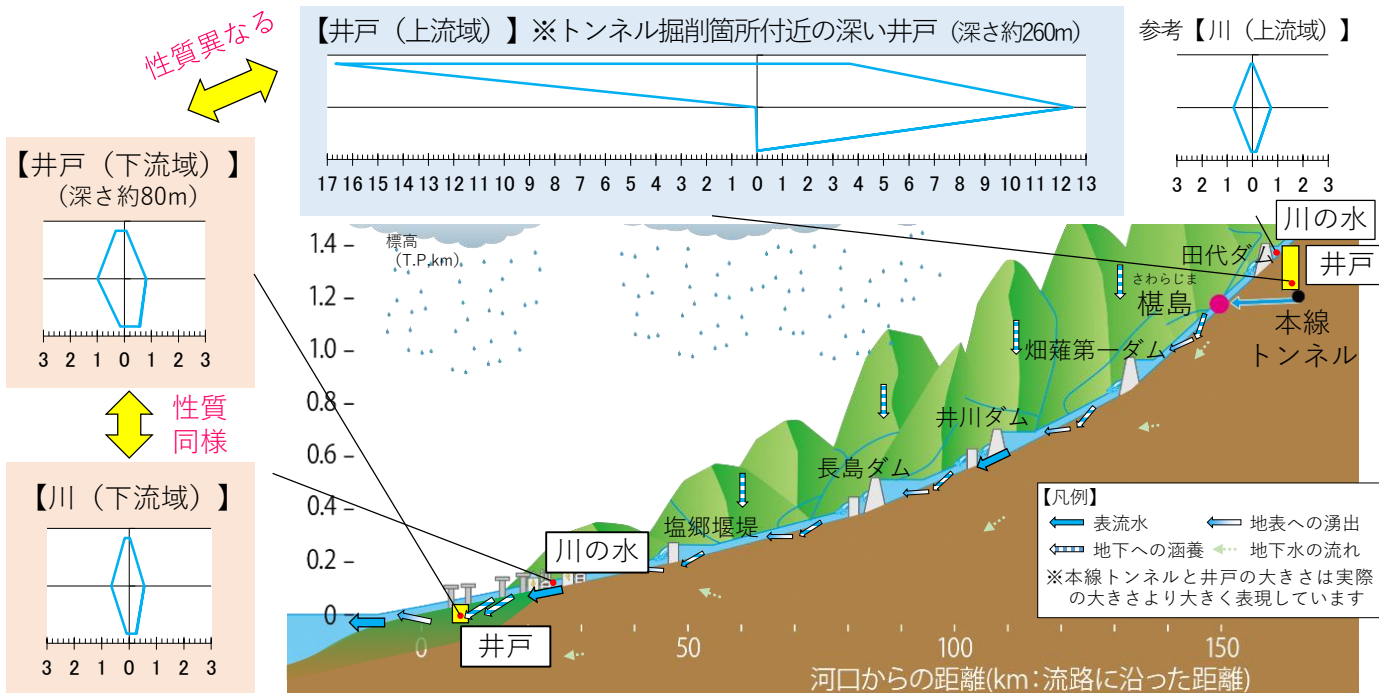 性質異なる
【井戸（上流域）】※トンネル掘削箇所付近の深い井戸（深さ約260m）
17 16 15 14 13 12 11 10 9 8 7 6 5 4 3 2 1 0 1 2 3 4 5 6 7 8 9 10 11 12 13
参考【川（上流域）】
3 2 1 0 1 2 3
【井戸（下流域）】
(深さ約80m)
3 2 1 0 1 2 3
性質
同様
【川（下流域）】
3 2 1 0 1 2 3
標高
(T.P.km)
1.4
1.2
1.0
0.8
0.6
0.4
0.2
0
川の水
井戸
田代ダム
さわらじま
椹島
本線
トンネル
畑薙第一ダム
井川ダム
長島ダム
塩郷堰堤
川の水
井戸
【凡例】
表流水
地表への湧出
地下への涵養
地下水の流れ
※本線トンネルと井戸の大きさは実際
の大きさより大きく表現しています
0 50 100 150
河口からの距離(km：流路に沿った距離)